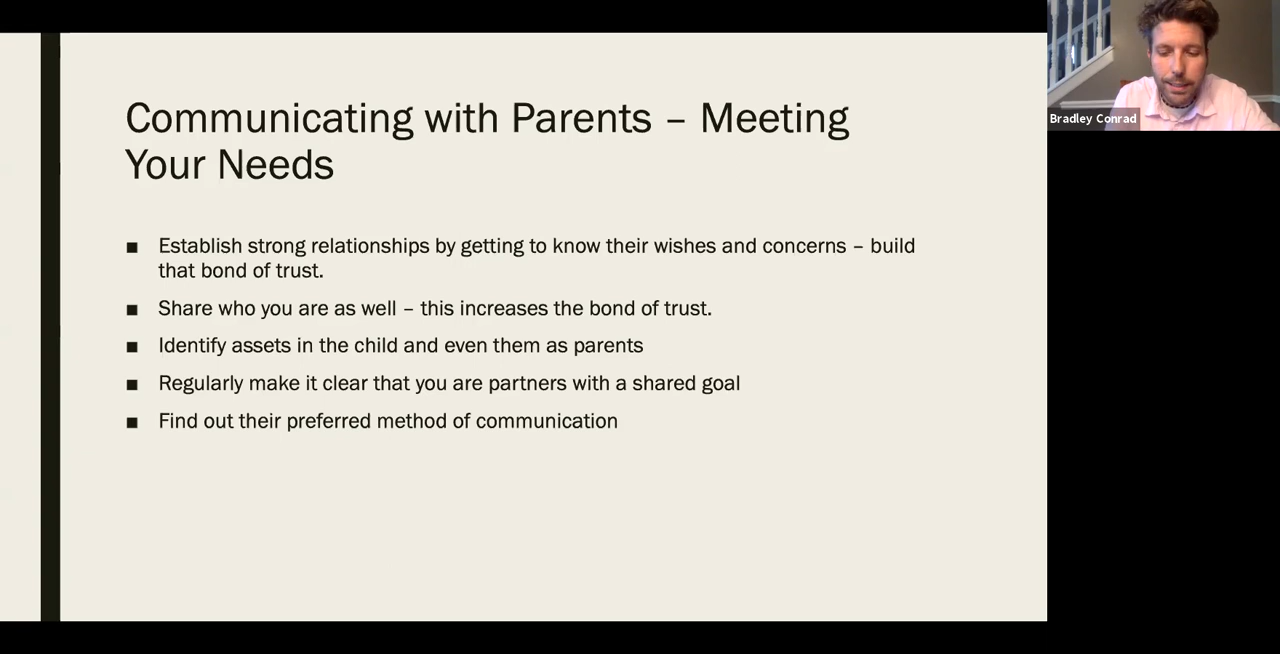 Communicating with Parents – Meeting
Your Needs
■ Establish strong relationships by getting to know their wishes and concerns – build
that bond of trust.
■ Share who you are as well – this increases the bond of trust.
■ Identify assets in the child and even them as parents
■ Regularly make it clear that you are partners with a shared goal
■ Find out their preferred method of communication
Bradley Conrad